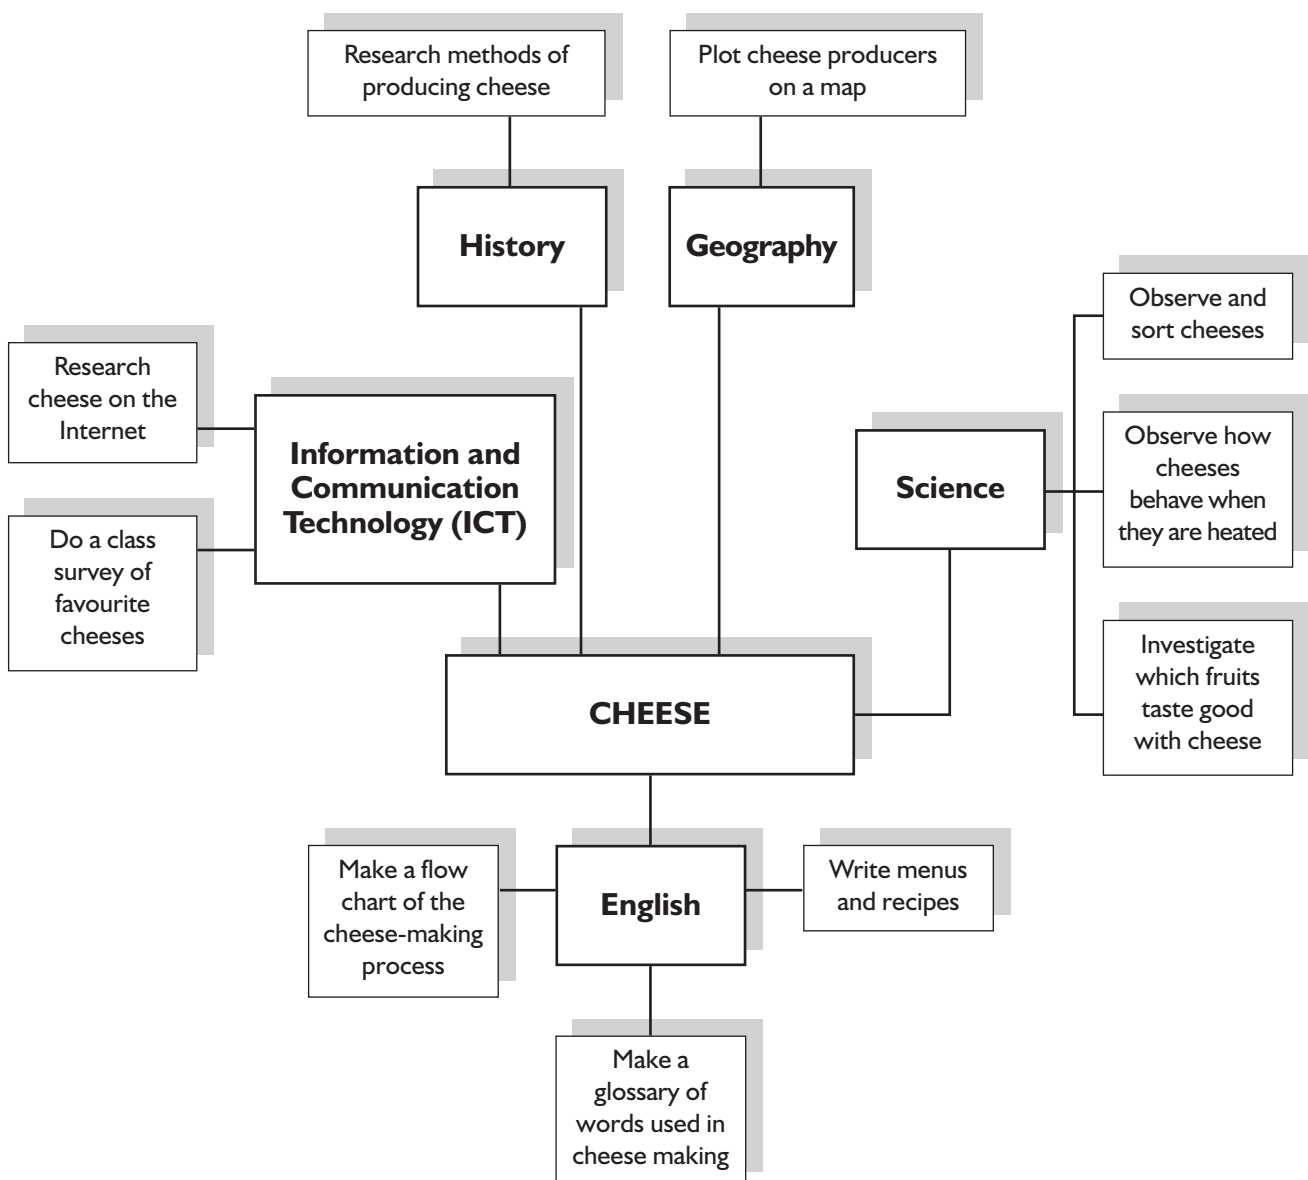 Research methods of
producing cheese
Plot cheese producers
on a map
History
Geography
Research
cheese on the
Internet
Information and
Communication
Technology (ICT)
Do a class
survey of
favourite
cheeses
Science
Observe and
sort cheeses
Observe how
cheeses
behave when
they are heated
Investigate
which fruits
taste good
with cheese
CHEESE
Make a flow
chart of the
cheese-making
process
English
Write menus
and recipes
Make a
glossary of
words used in
cheese making